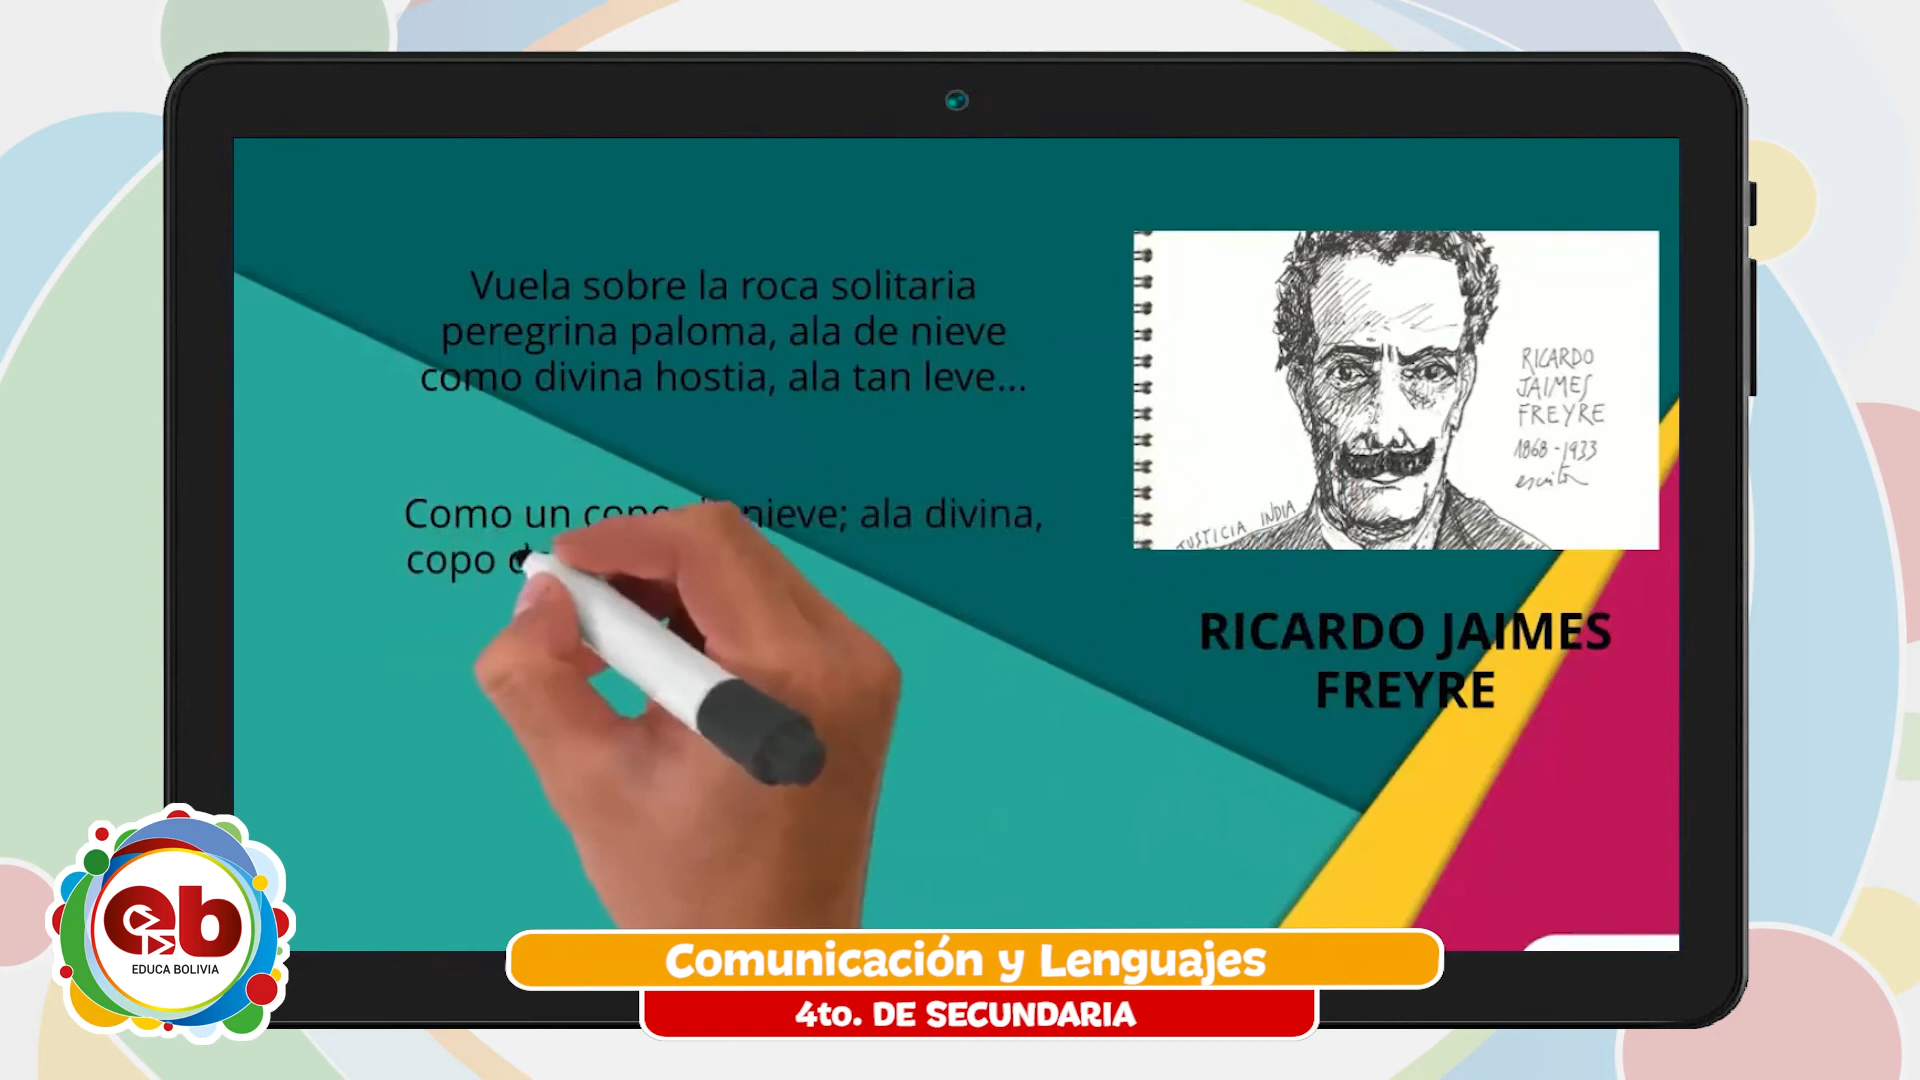 Vuela sobre la roca solitaria
peregrina paloma, ala de nieve
como divina hostia, ala tan leve...
Como un nieve; ala divina,
copo
RICARDO
JAIMES
FREYRE
1868-1933
escritor
JUSTICIA INDIA
RICARDO JAIMES
FREYRE
eb
EDUCA BOLIVIA
Comunicación y Lenguajes
4to. DE SECUNDARIA